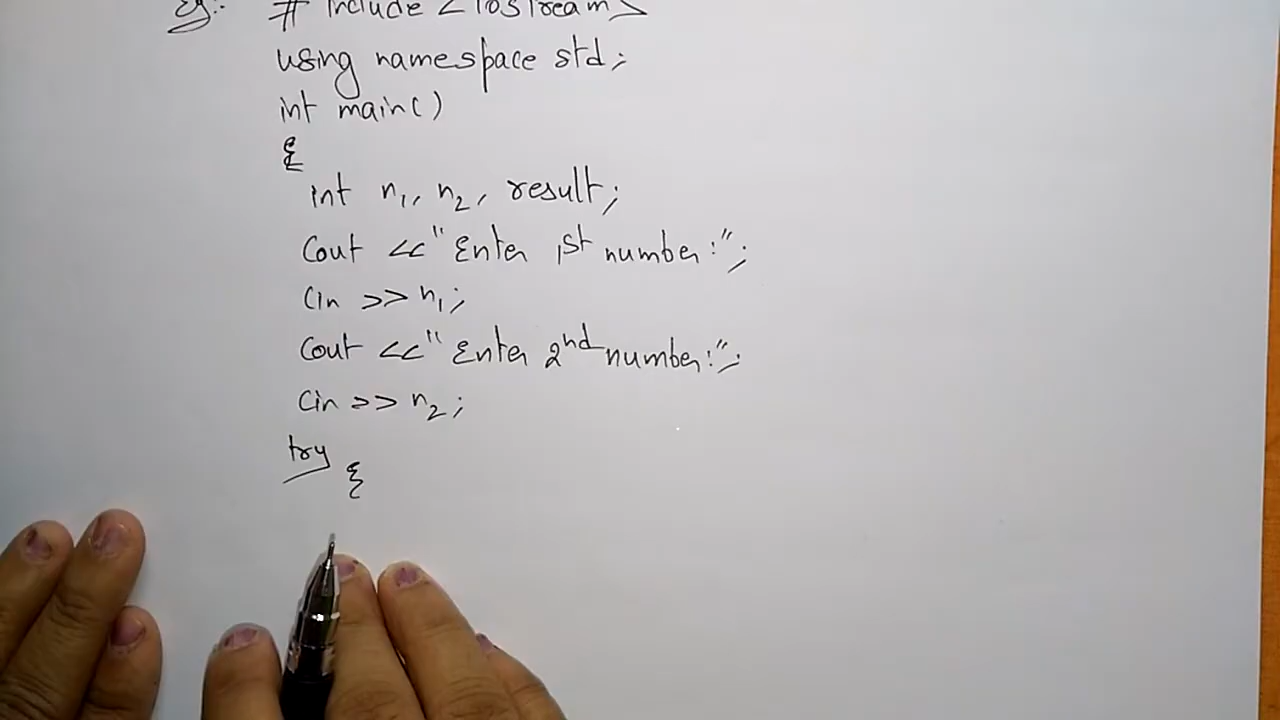 Eg:- # include <iostream>
using namespace std;
int main()
{
int n1, n2, result;
Cout <<"Enter 1st number:";
Cin >> n1;
Cout <<"Enter 2nd number:";
Cin >> n2;
try {